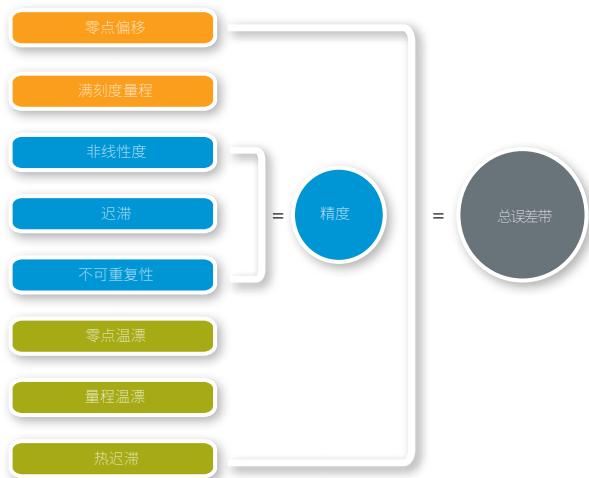 零点偏移
满刻度量程
非线性度
迟滞
=
精度
=
总误差带
不可重复性
零点温漂
量程温漂
热迟滞